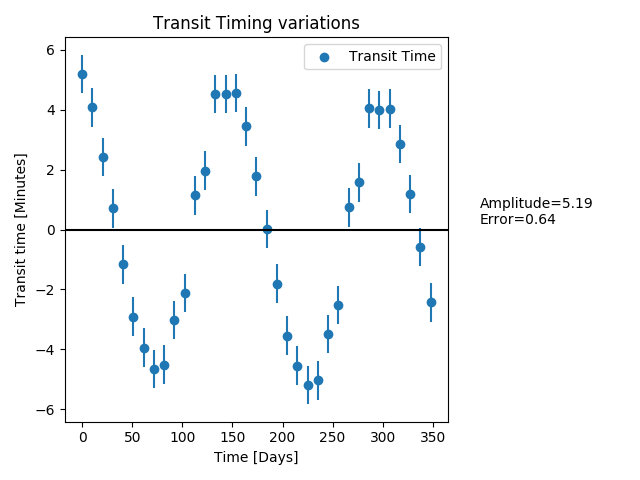 Transit Timing variations
Transit Time
6
4
2
0
−2
−4
−6
Transit time [Minutes]
0 50 100 150 200 250 300 350
Time [Days]
Amplitude=5.19
Error=0.64